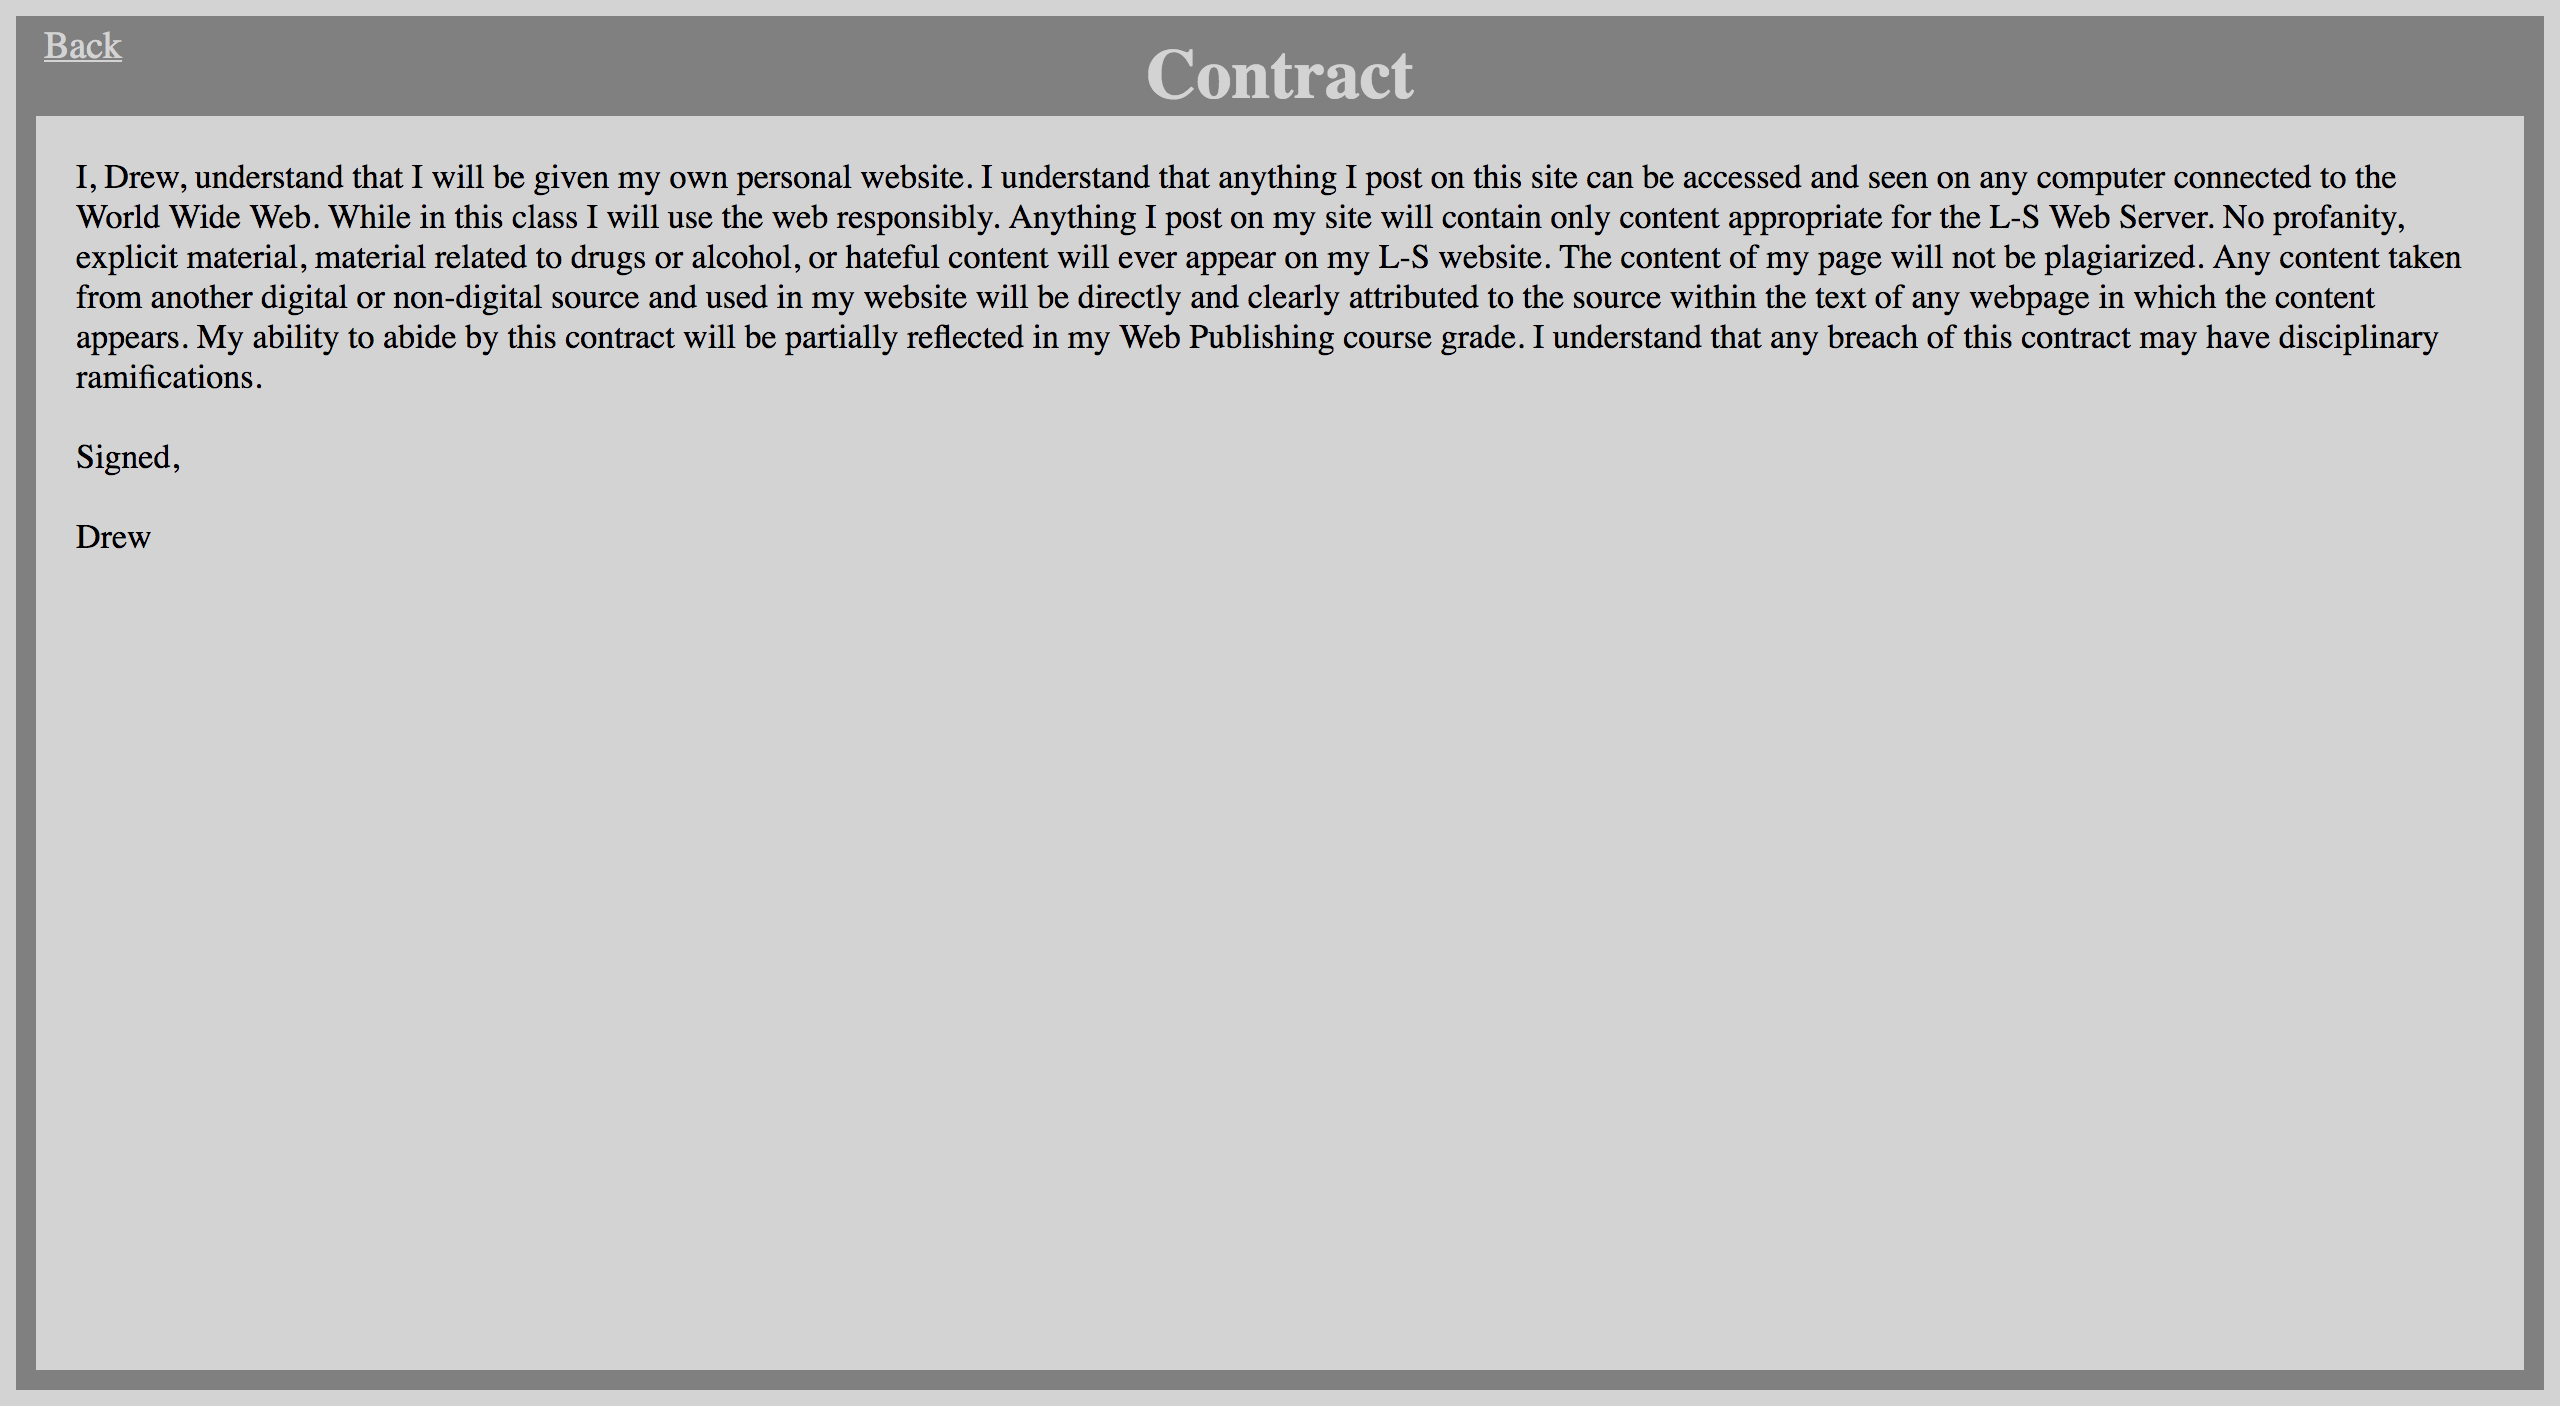 Back
Contract
I, Drew, understand that I will be given my own personal website. I understand that anything I post on this site can be accessed and seen on any computer connected to the
World Wide Web. While in this class I will use the web responsibly. Anything I post on my site will contain only content appropriate for the L-S Web Server. No profanity,
explicit material, material related to drugs or alcohol, or hateful content will ever appear on my L-S website. The content of my page will not be plagiarized. Any content taken
from another digital or non-digital source and used in my website will be directly and clearly attributed to the source within the text of any webpage in which the content
appears. My ability to abide by this contract will be partially reflected in my Web Publishing course grade. I understand that any breach of this contract may have disciplinary
ramifications.
Signed,
Drew